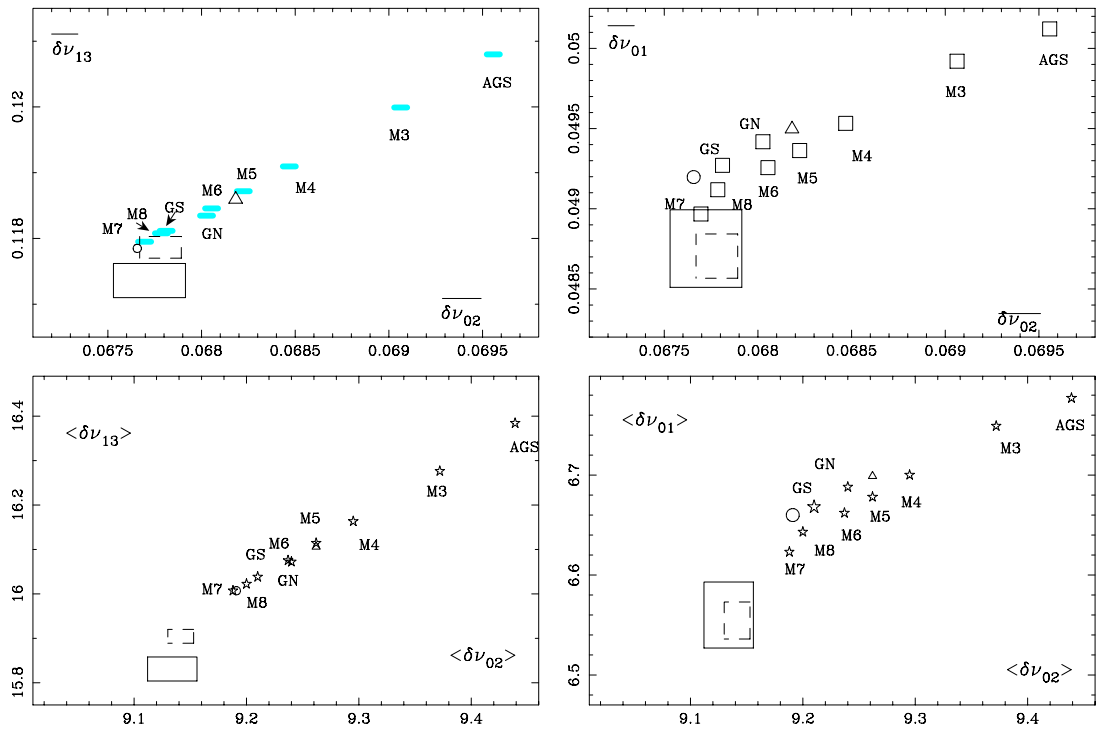 δν₁₃
0.12
0.118
AGS
M3
M4
M5
M6
GS
M8
M7
GN
δν₀₂
0.0675 0.068 0.0685 0.069 0.0695
δν₀₁
0.05
0.0495
0.049
0.0485
AGS
M3
GN
M4
GS
M5
M6
M7 M8
δν₀₂
0.0675 0.068 0.0685 0.069 0.0695
<δν₁₃>
16.4
16.2
16
15.8
AGS
M3
M5
M4
M6
GS
GN
M7
M8
<δν₀₂>
9.1 9.2 9.3 9.4
<δν₀₁>
6.7
6.6
6.5
AGS
M3
GN
GS
M4
M5
M6
M8
M7
<δν₀₂>
9.1 9.2 9.3 9.4